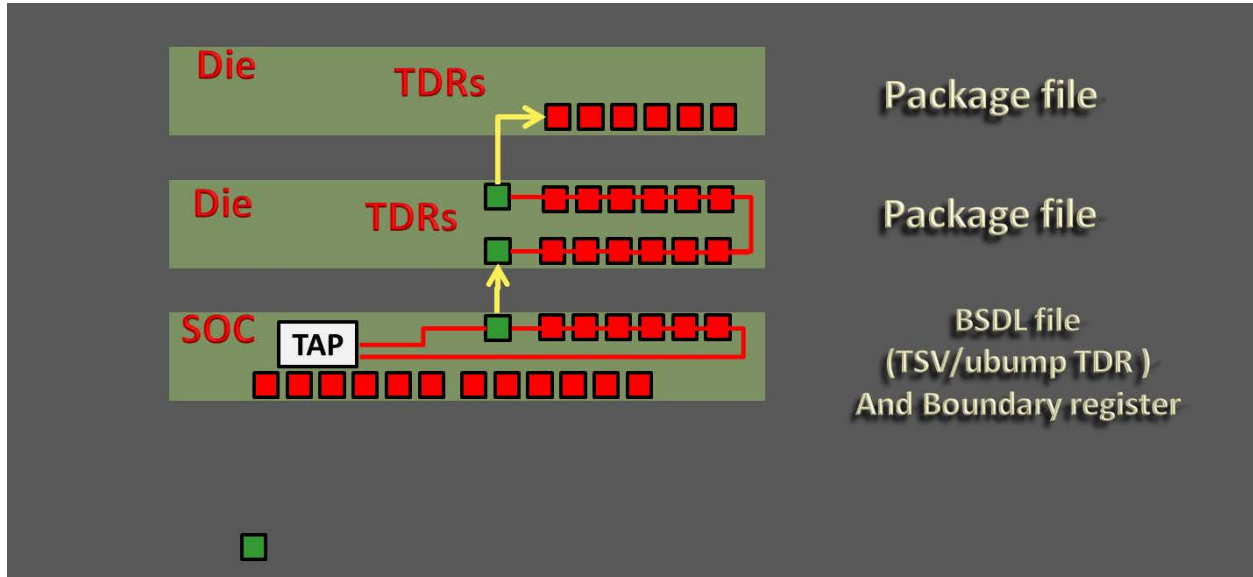 Die
TDRs
Package file
Die
TDRs
Package file
SOC
TAP
BSDL file
(TSV/ubump TDR )
And Boundary register